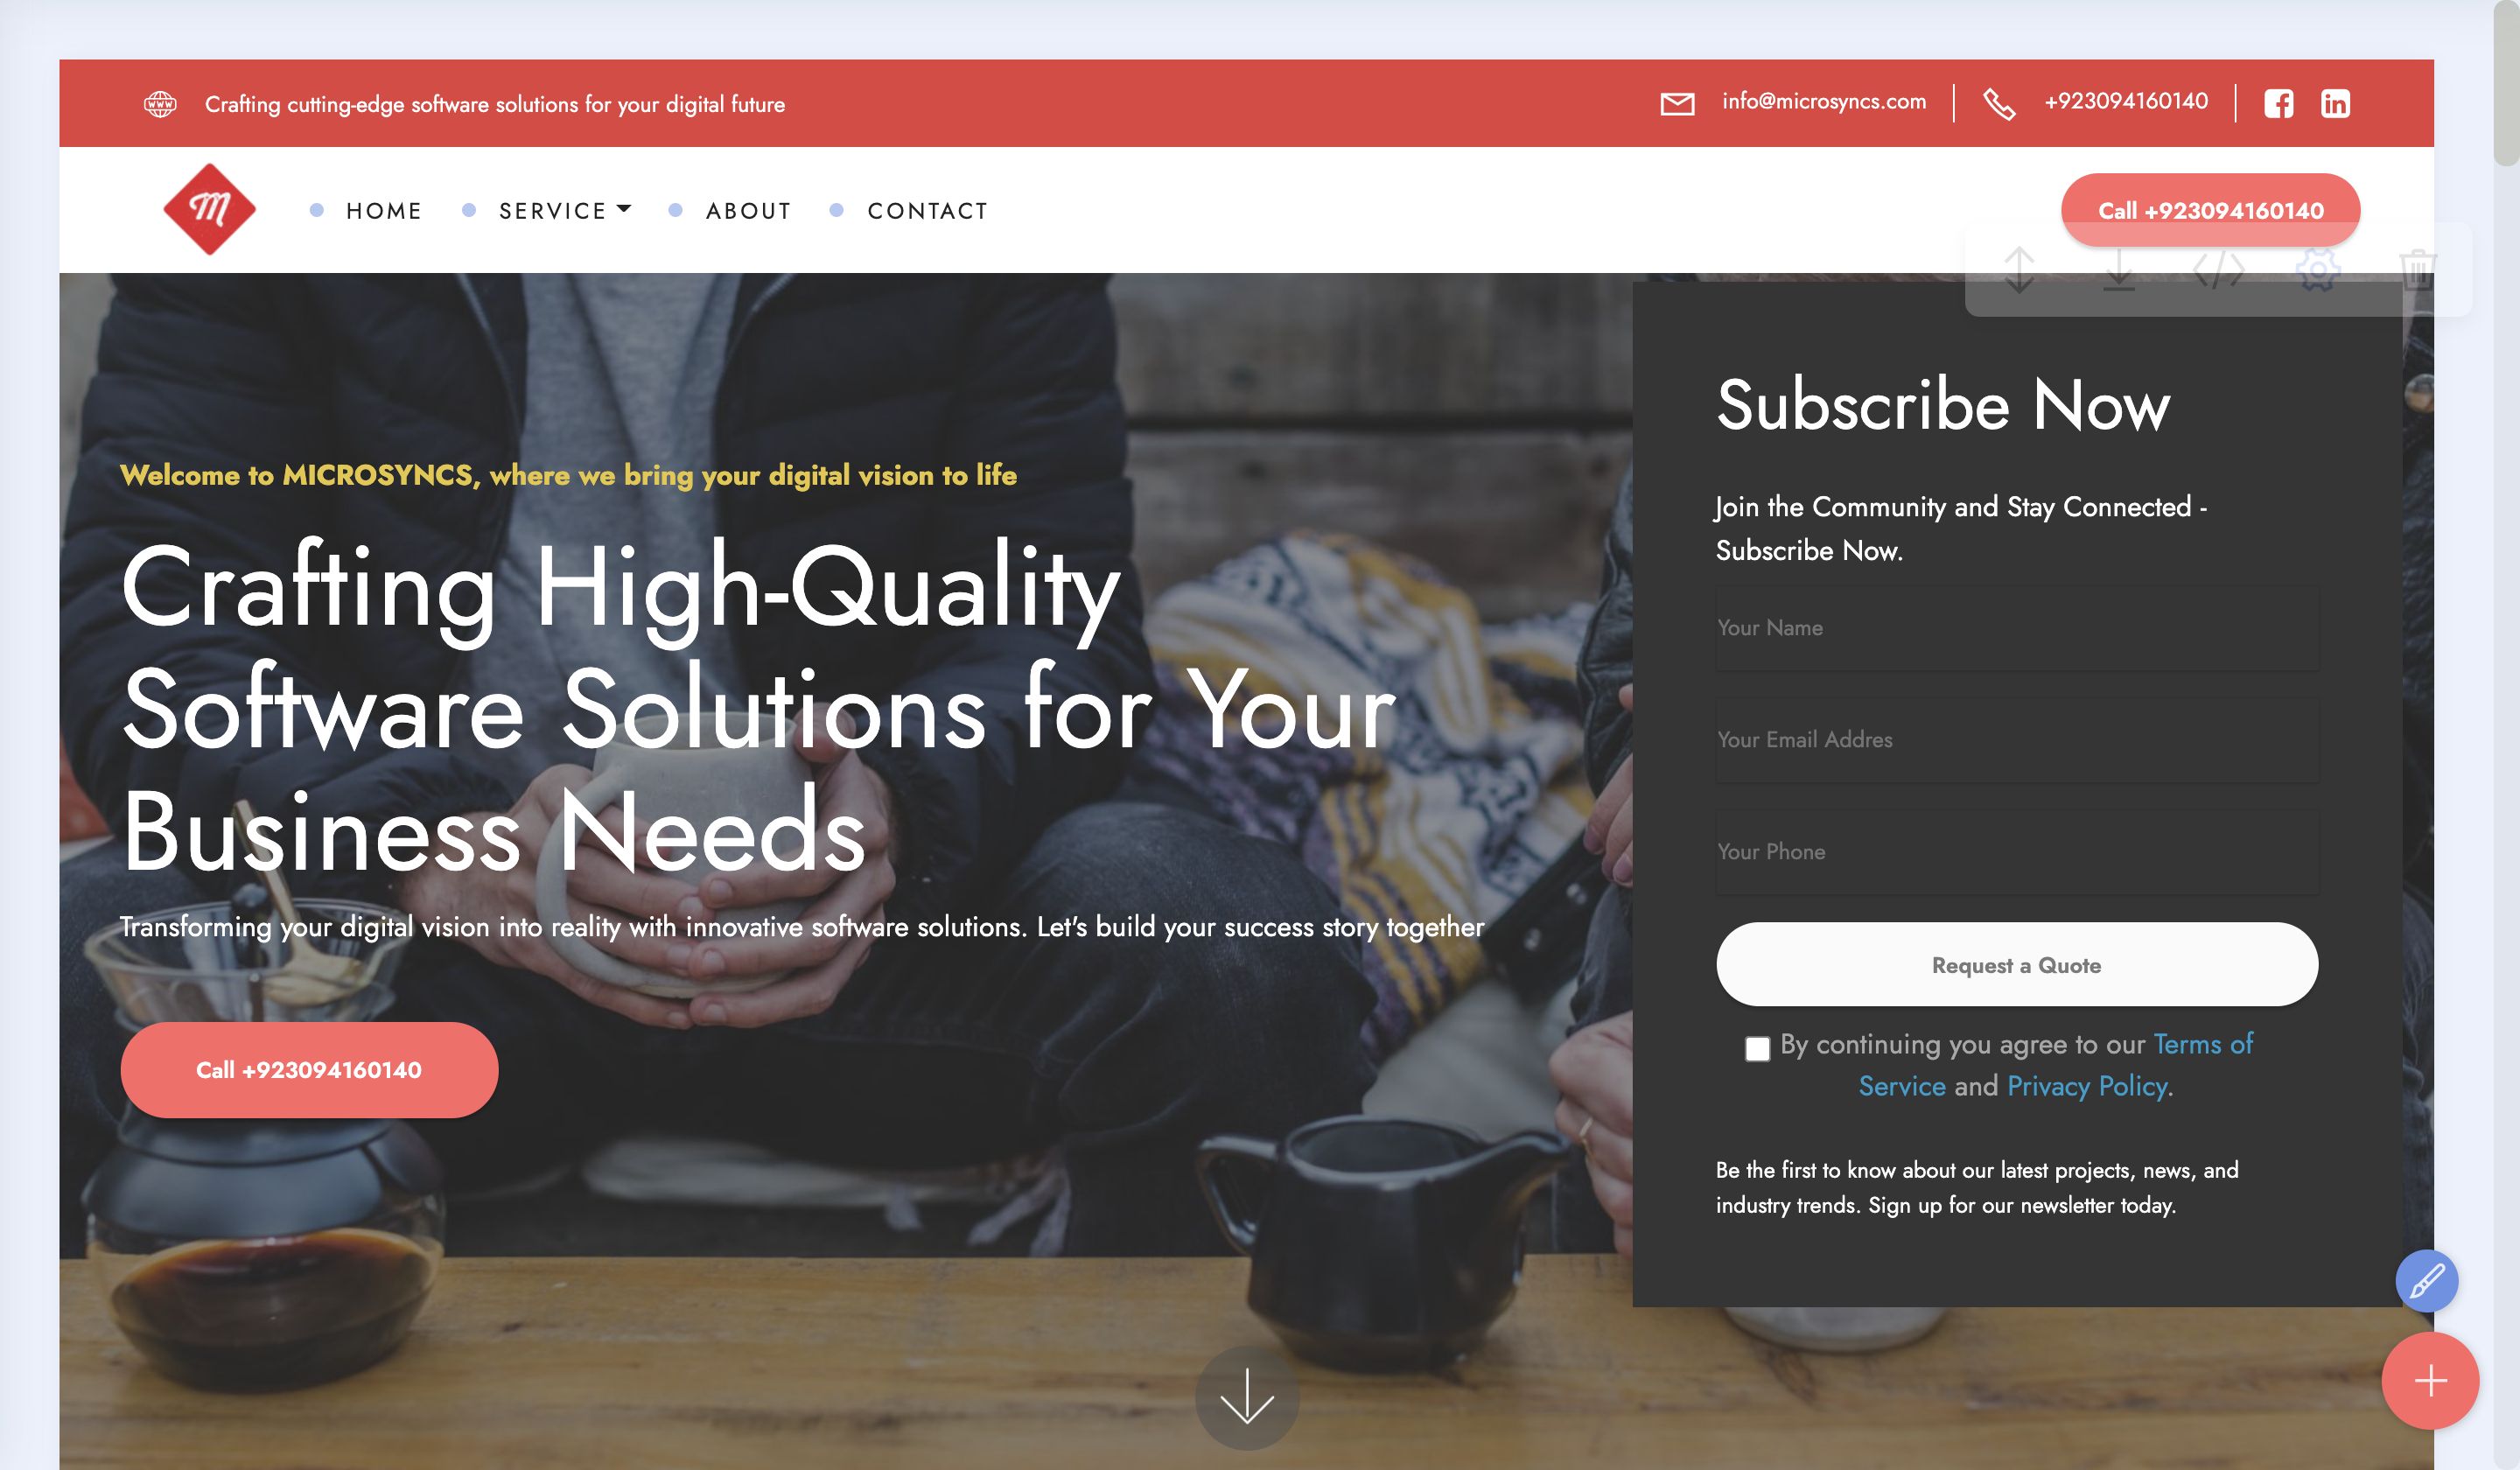 Crafting cutting-edge software solutions for your digital future
info@microsyncs.com
+923094160140
M
HOME
SERVICE
ABOUT
CONTACT
Call +923094160140
Welcome to MICROSYNCS, where we bring your digital vision to life
Crafting High-Quality
Software Solutions for Your
Business Needs
Transforming your digital vision into reality with innovative software solutions. Let's build your success story together
Call +923094160140
Subscribe Now
Join the Community and Stay Connected -
Subscribe Now.
Your Name
Your Email Addres
Your Phone
Request a Quote
By continuing you agree to our Terms of
Service and Privacy Policy.
Be the first to know about our latest projects, news, and
industry trends. Sign up for our newsletter today.